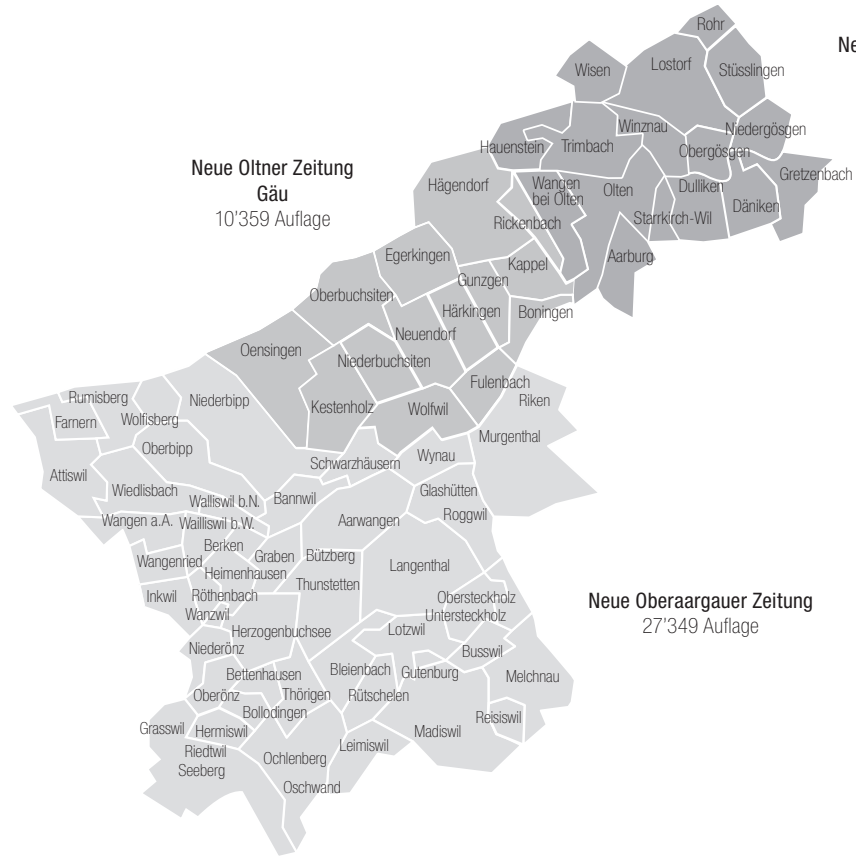 Rohr
Ne
Wisen
Lostorf
Stüsslingen
Winznau
Niedergösgen
Hauenstein
Trimbach
Obergösgen
Neue Oltner Zeitung
Gäu
10'359 Auflage
Gretzenbach
Hägendorf
Wangen
bei Olten
Olten
Dulliken
Däniken
Rickenbach
Starrkirch-Wil
Egerkingen
Aarburg
Kappel
Gunzgen
Oberbuchsiten
Härkingen
Boningen
Neuendorf
Oensingen
Niederbuchsiten
Fulenbach
Rumisberg
Niederbipp
Riken
Kestenholz
Wolfwil
Farnern
Wolfisberg
Murgenthal
Oberbipp
Wynau
Schwarzhäusern
Attiswil
Wiedlisbach
Glashütten
Walliswil b.N.
Bannwil
Roggwil
Wangen a.A.
Wailliswil b.W.
Aarwangen
Berken
Graben
Bützberg
Wangenried
Langenthal
Heimenhausen
Thunstetten
Inkwil
Röthenbach
Obersteckholz
Neue Oberaargauer Zeitung
27'349 Auflage
Wanzwil
Untersteckholz
Herzogenbuchsee
Lotzwil
Niederönz
Busswil
Bettenhausen
Bleienbach
Gutenburg
Melchnau
Oberönz
Thörigen
Rütschelen
Bollodingen
Reisiswil
Grasswil
Hermiswil
Madiswil
Riedtwil
Leimiswil
Seeberg
Ochlenberg
Oschwand